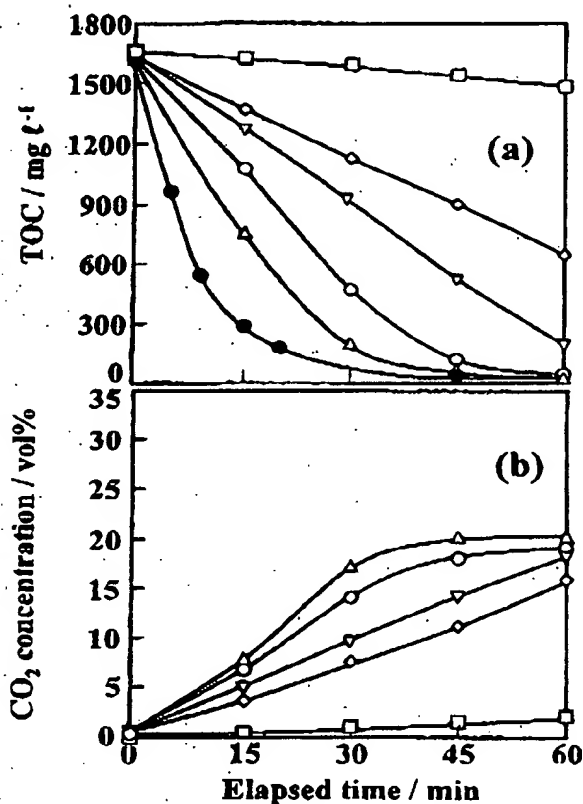 1800
1500
1200
900
600
300
0
TOC / mg ℓ⁻¹
(a)
35
30
25
20
15
10
5
0
CO₂ concentration / vol%
(b)
0 15 30 45 60
Elapsed time / min